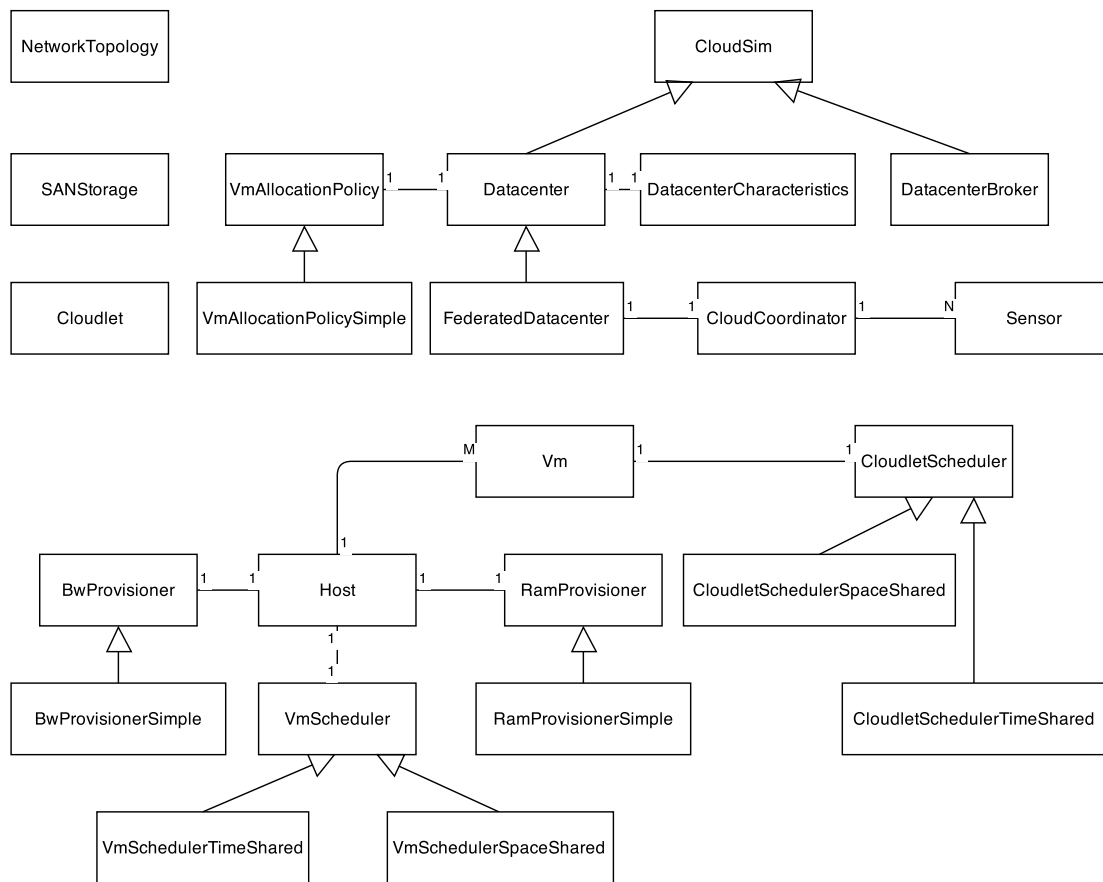 NetworkTopology
CloudSim
SANStorage
VmAllocationPolicy
1
1
Datacenter
1
1
DatacenterCharacteristics
DatacenterBroker
Cloudlet
VmAllocationPolicySimple
FederatedDatacenter
1
1
CloudCoordinator
1
N
Sensor
M
Vm
1
1
CloudletScheduler
1
BwProvisioner
1
1
Host
1
1
RamProvisioner
CloudletSchedulerSpaceShared
1
1
BwProvisionerSimple
VmScheduler
RamProvisionerSimple
CloudletSchedulerTimeShared
VmSchedulerTimeShared
VmSchedulerSpaceShared